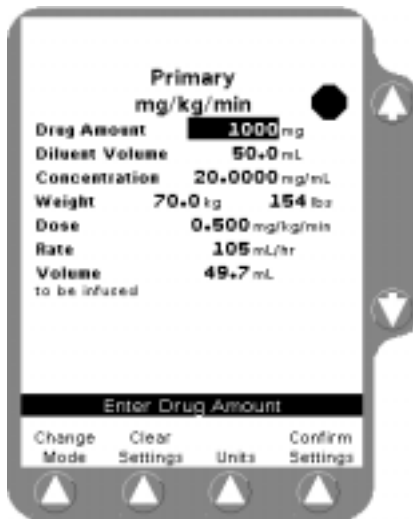 Primary
mg/kg/min
Drug Amount 1000 mg
Diluent Volume 50.0 mL
Concentration 20.0000 mg/mL
Weight 70.0 kg 154 lbs
Dose 0.500 mg/kg/min
Rate 105 mL/hr
Volume 49.7 mL
to be infused
Enter Drug Amount
Change Mode Clear Settings Units Confirm Settings